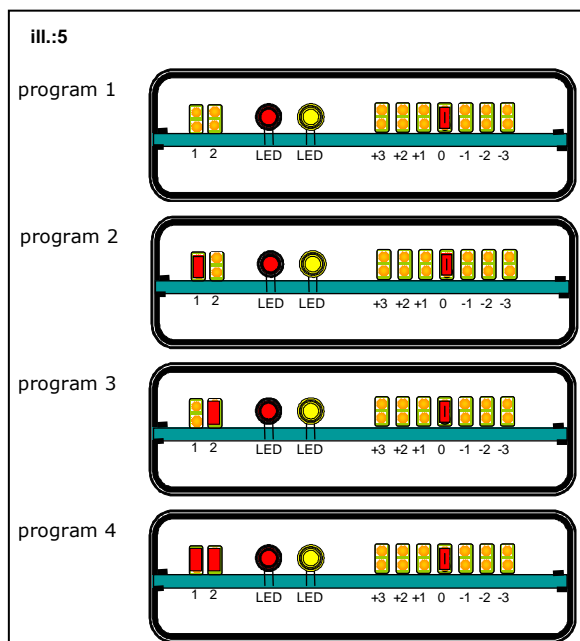 ill.:5
program 1
1 2 LED LED +3 +2 +1 0 -1 -2 -3
program 2
1 2 LED LED +3 +2 +1 0 -1 -2 -3
program 3
1 2 LED LED +3 +2 +1 0 -1 -2 -3
program 4
1 2 LED LED +3 +2 +1 0 -1 -2 -3